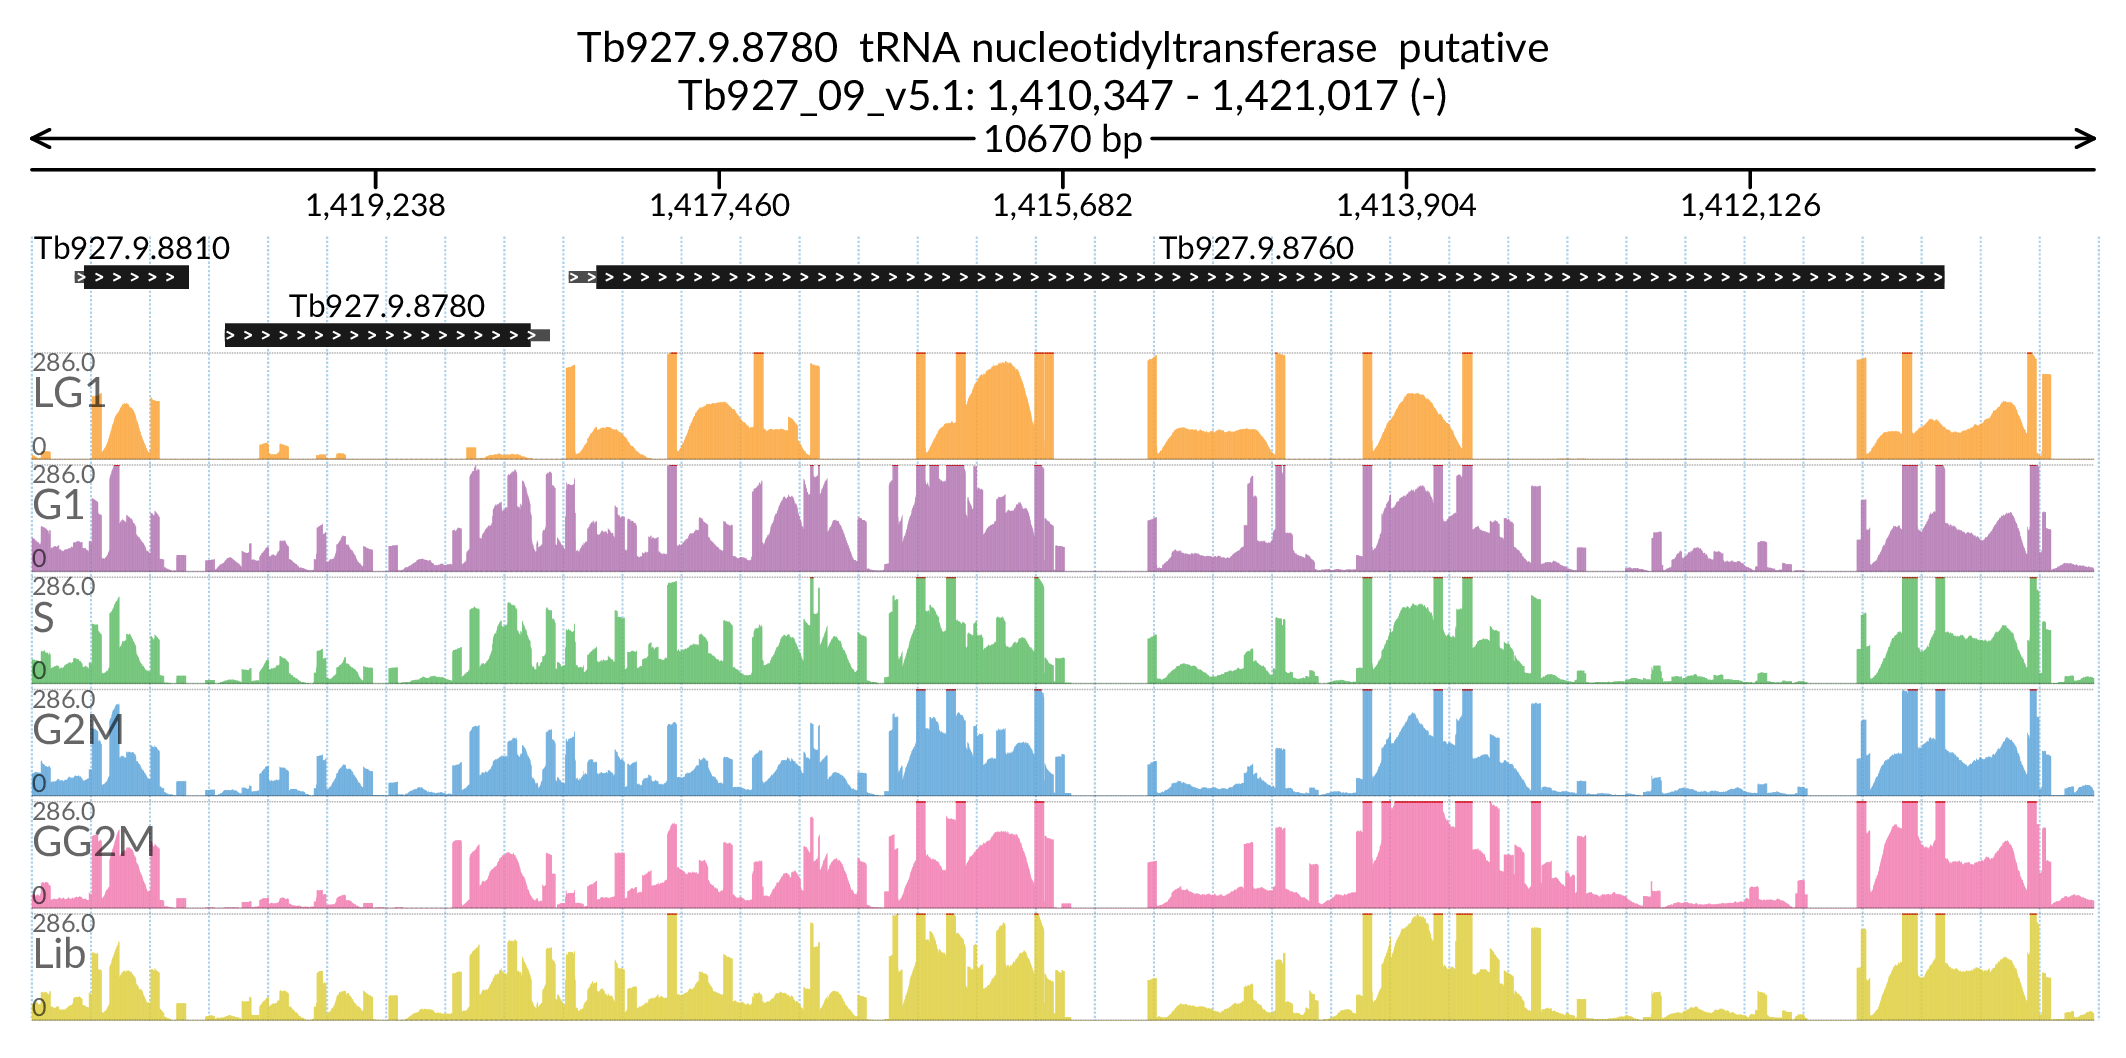 Tb927.9.8780  tRNA nucleotidyltransferase  putative
Tb927_09_v5.1: 1,410,347 - 1,421,017 (-)
10670 bp
1,419,238 1,417,460 1,415,682 1,413,904 1,412,126
Tb927.9.8810 Tb927.9.8760
Tb927.9.8780
286.0
LG1
0
286.0
G1
0
286.0
S
0
286.0
G2M
0
286.0
GG2M
0
286.0
Lib
0